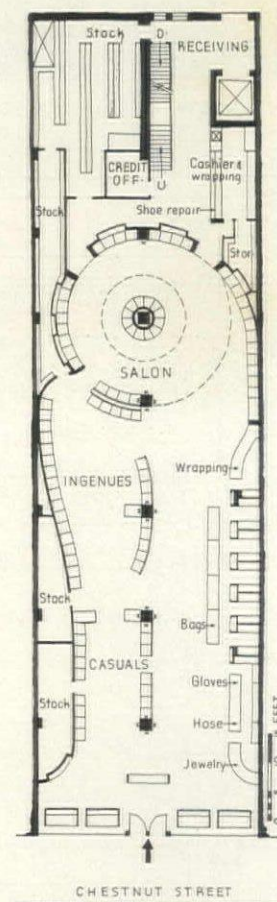 Stock
D
RECEIVING
CREDIT
OFF.
U
Cashier &
wrapping
Shoe repair
Stock
Stor
SALON
Wrapping
INGENUES
Stock
Bags
CASUALS
Gloves
Stock
Hose
Jewelry
FEET
CHESTNUT STREET